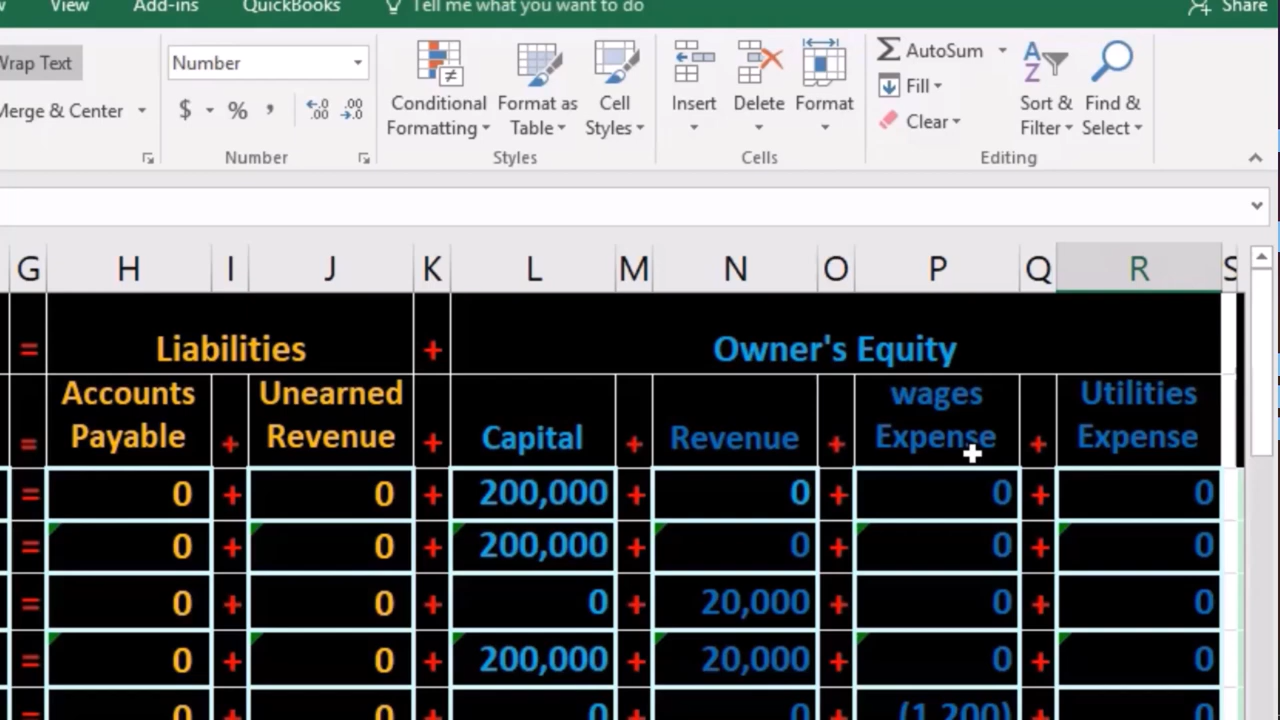 View Add-ins QuickBooks Tell me what you want to do Share
Wrap Text Number AutoSum
Merge & Center $ % , Conditional Formatting Format as Table Cell Styles Insert Delete Format Fill Clear Sort & Filter Find & Select
Number Styles Cells Editing
G H I J K L M N O P Q R S
= Liabilities + Owner's Equity
= Accounts Payable + Unearned Revenue + Capital + Revenue + wages Expense + Utilities Expense
= 0 + 0 + 200,000 + 0 + 0 + 0
= 0 + 0 + 200,000 + 0 + 0 + 0
= 0 + 0 + 0 + 20,000 + 0 + 0
= 0 + 0 + 200,000 + 20,000 + 0 + 0
0 0 0 0 (1,200) 0